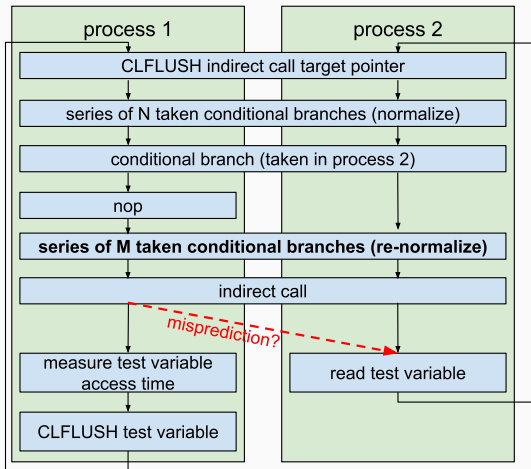 process 1
process 2
CLFLUSH indirect call target pointer
series of N taken conditional branches (normalize)
conditional branch (taken in process 2)
nop
series of M taken conditional branches (re-normalize)
indirect call
misprediction?
measure test variable
access time
read test variable
CLFLUSH test variable